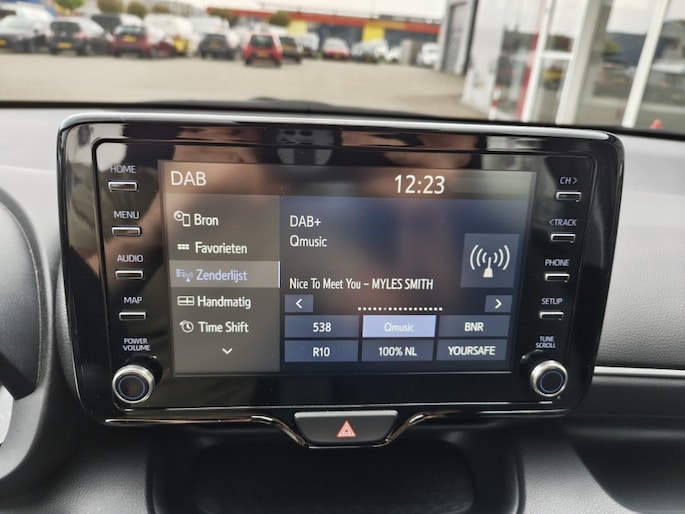 HOME
MENU
AUDIO
MAP
POWER
VOLUME
DAB
12:23
Bron
Favorieten
Zenderlijst
Handmatig
Time Shift
DAB+
Qmusic
Nice To Meet You – MYLES SMITH
538
Qmusic
BNR
R10
100% NL
YOURSAFE
CH >
< TRACK
PHONE
SETUP
TUNE
SCROLL